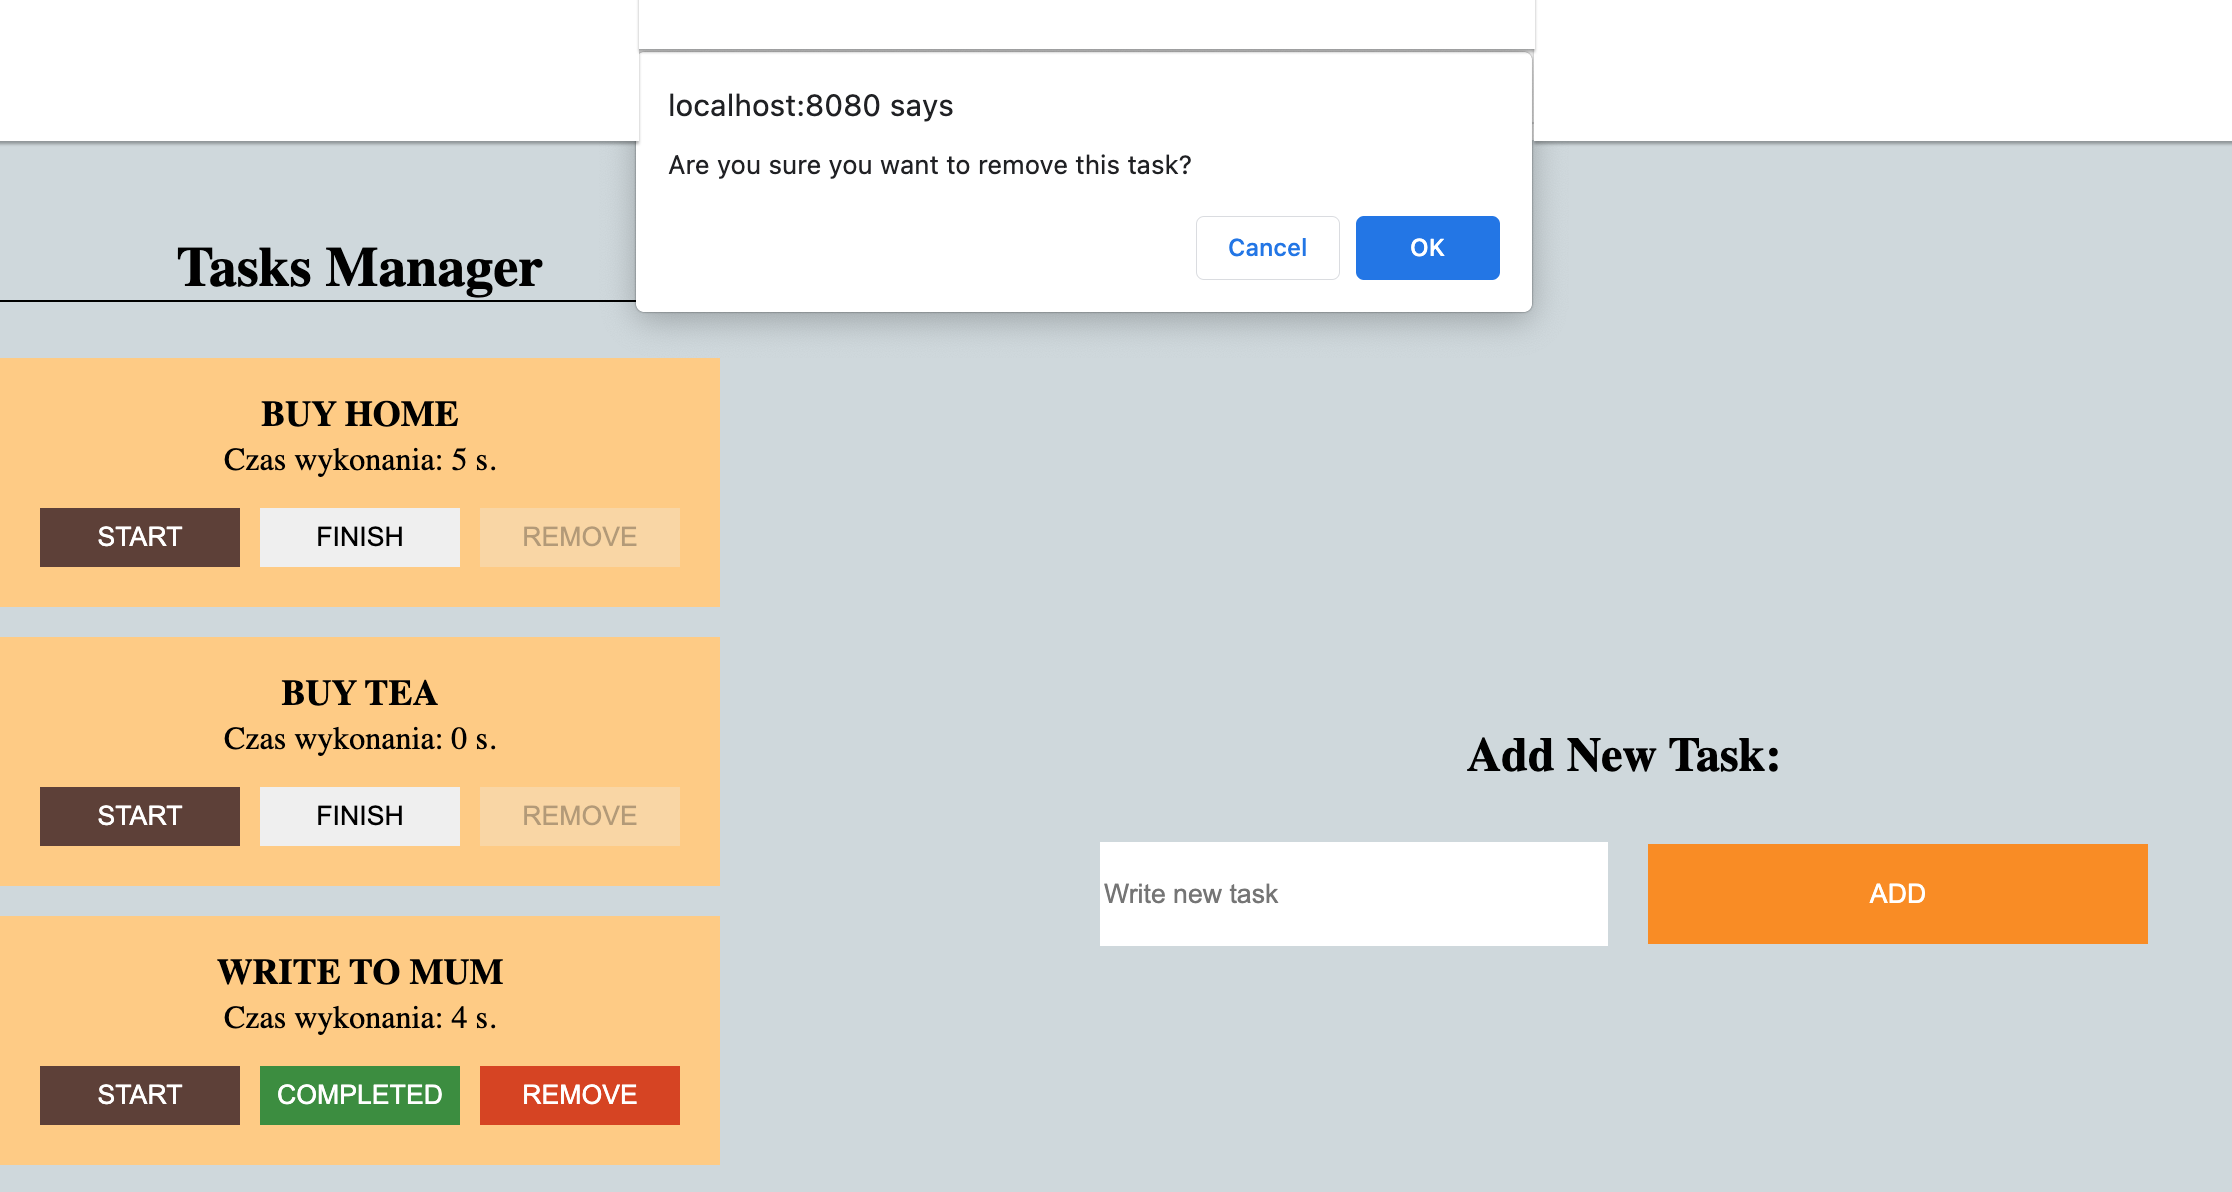 localhost:8080 says
Are you sure you want to remove this task?
Cancel OK
Tasks Manager
BUY HOME
Czas wykonania: 5 s.
START FINISH REMOVE
BUY TEA
Czas wykonania: 0 s.
START FINISH REMOVE
WRITE TO MUM
Czas wykonania: 4 s.
START COMPLETED REMOVE
Add New Task:
Write new task ADD